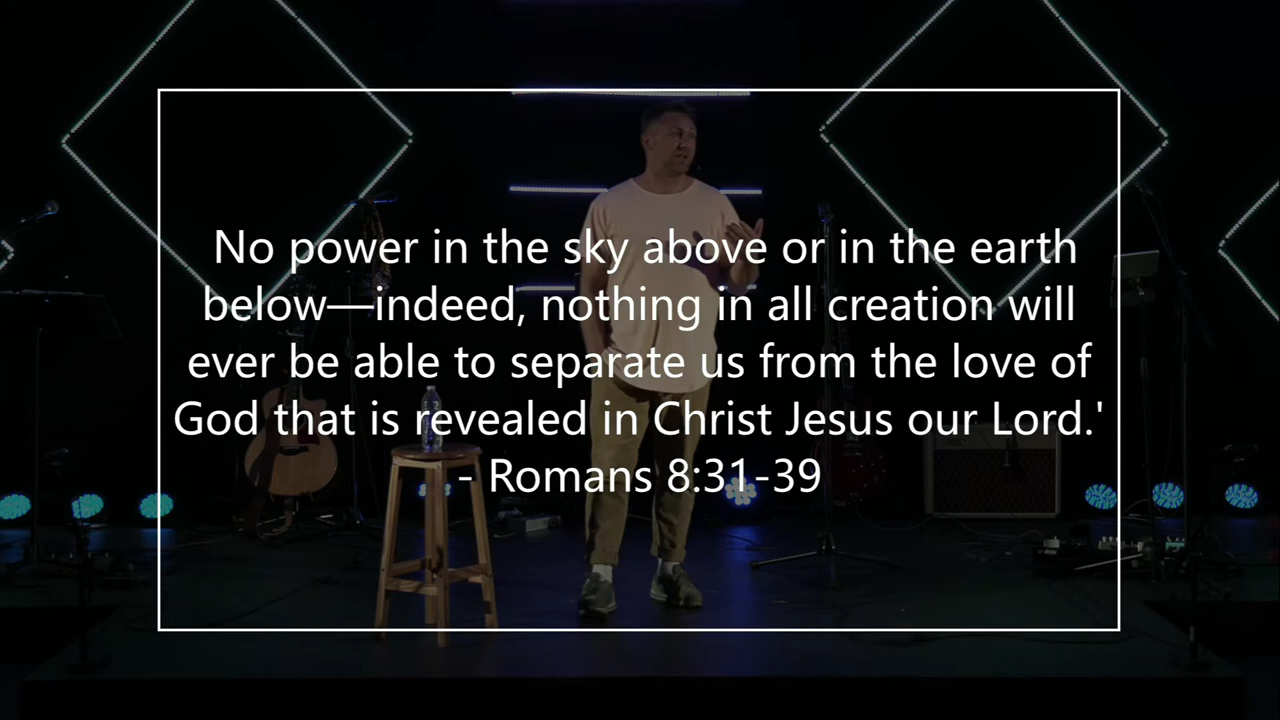 No power in the sky above or in the earth
below—indeed, nothing in all creation will
ever be able to separate us from the love of
God that is revealed in Christ Jesus our Lord.'
- Romans 8:31-39